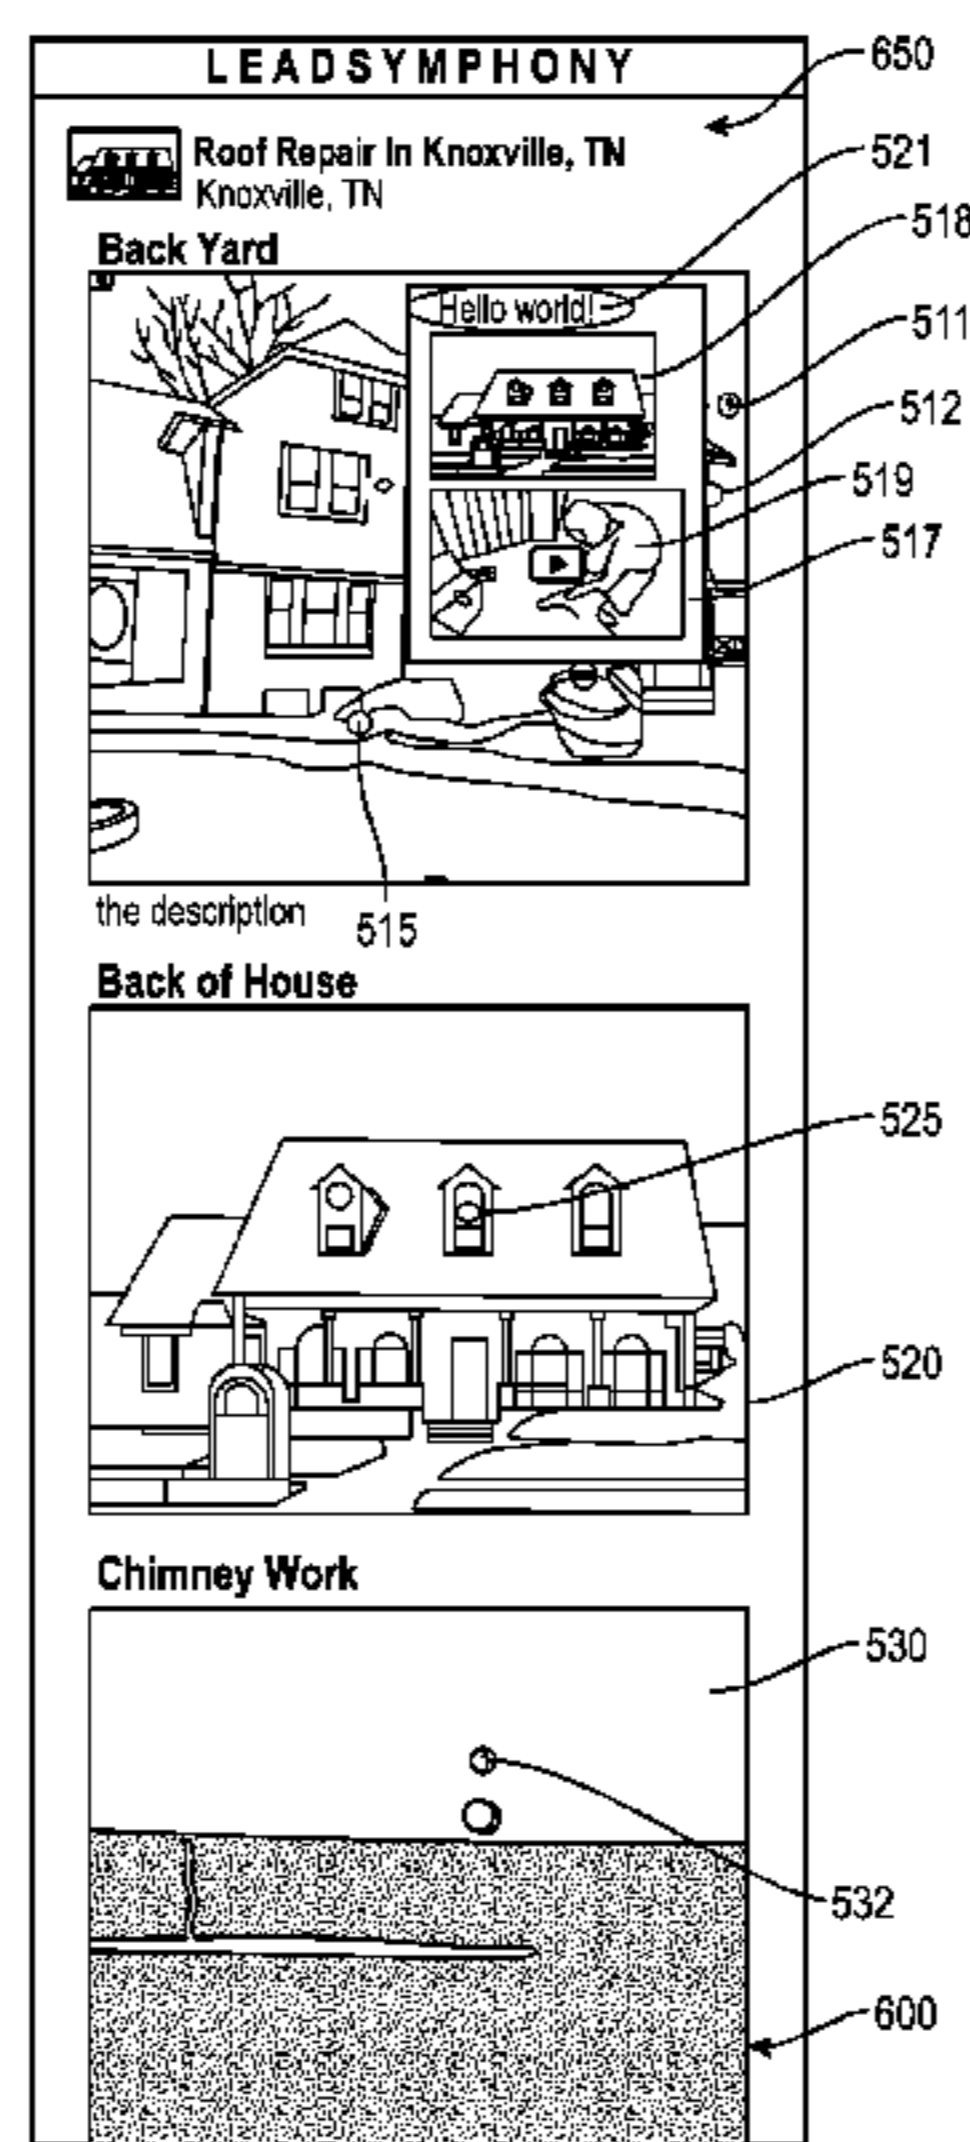 LEADSYMPHONY
650
Roof Repair In Knoxville, TN
Knoxville, TN
521
518
Back Yard
Hello world!
511
512
519
517
the description
515
Back of House
525
520
Chimney Work
530
532
600